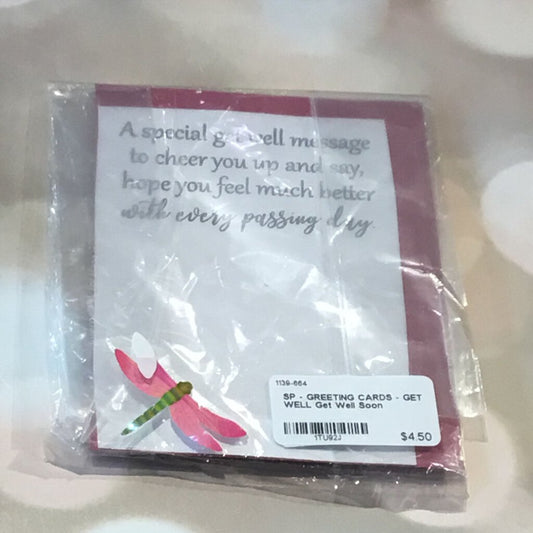 A special get well message
to cheer you up and say,
hope you feel much better
with every passing day.
1139-664
SP - GREETING CARDS - GET
WELL Get Well Soon
1TU92J
$4.50